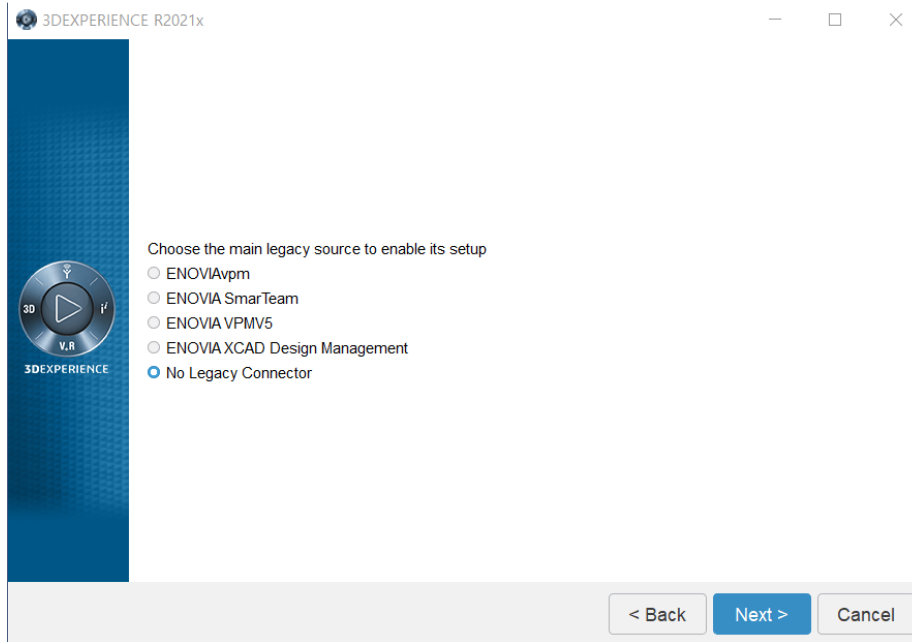 3DEXPERIENCE R2021x
Choose the main legacy source to enable its setup
ENOVIAvpm
ENOVIA SmarTeam
ENOVIA VPMV5
ENOVIA XCAD Design Management
No Legacy Connector
3D
i²
V.R
3DEXPERIENCE
< Back
Next >
Cancel